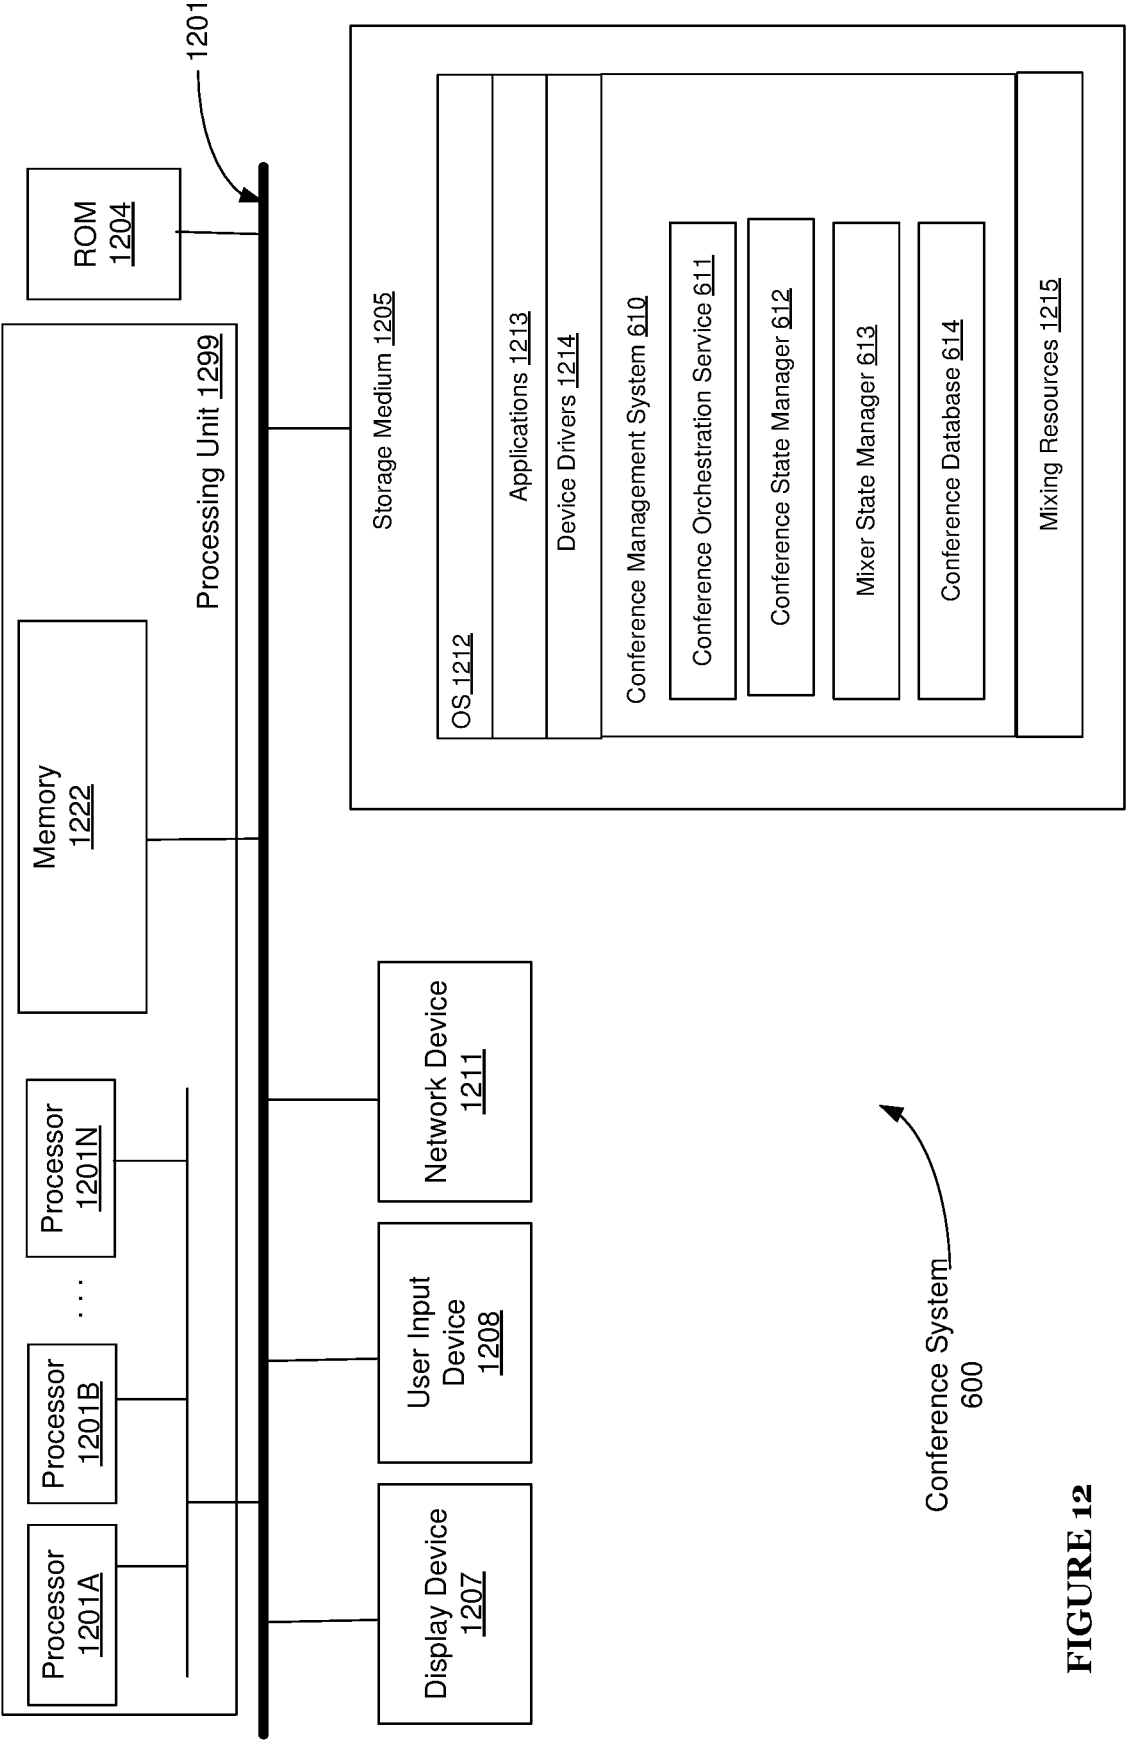 Processor
1201A
Processor
1201B
. . .
Processor
1201N
Memory
1222
Processing Unit 1299
ROM
1204
1201
Display Device
1207
User Input
Device
1208
Network Device
1211
Storage Medium 1205
OS 1212
Applications 1213
Device Drivers 1214
Conference Management System 610
Conference Orchestration Service 611
Conference State Manager 612
Mixer State Manager 613
Conference Database 614
Mixing Resources 1215
Conference System
600
FIGURE 12